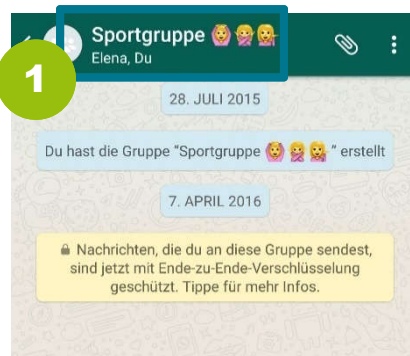 Sportgruppe 🙆🙅💁
Elena, Du
1
28. JULI 2015
Du hast die Gruppe "Sportgruppe 🙆🙅💁" erstellt
7. APRIL 2016
🔒 Nachrichten, die du an diese Gruppe sendest,
sind jetzt mit Ende-zu-Ende-Verschlüsselung
geschützt. Tippe für mehr Infos.